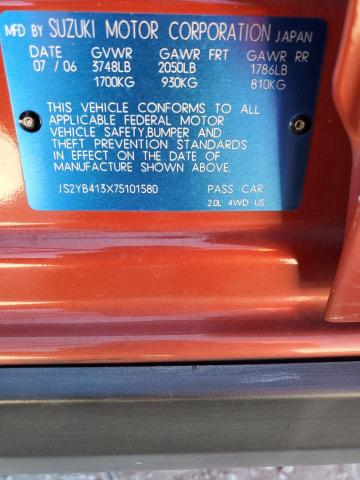 MFD BY SUZUKI MOTOR CORPORATION JAPAN
DATE GVWR GAWR FRT GAWR RR
07 / 06 3748LB 2050LB 1786LB
1700KG 930KG 810KG
THIS VEHICLE CONFORMS TO ALL
APPLICABLE FEDERAL MOTOR
VEHICLE SAFETY,BUMPER AND
THEFT PREVENTION STANDARDS
IN EFFECT ON THE DATE OF
MANUFACTURE SHOWN ABOVE.
JS2YB413X75101580 PASS CAR
2.0L 4WD US